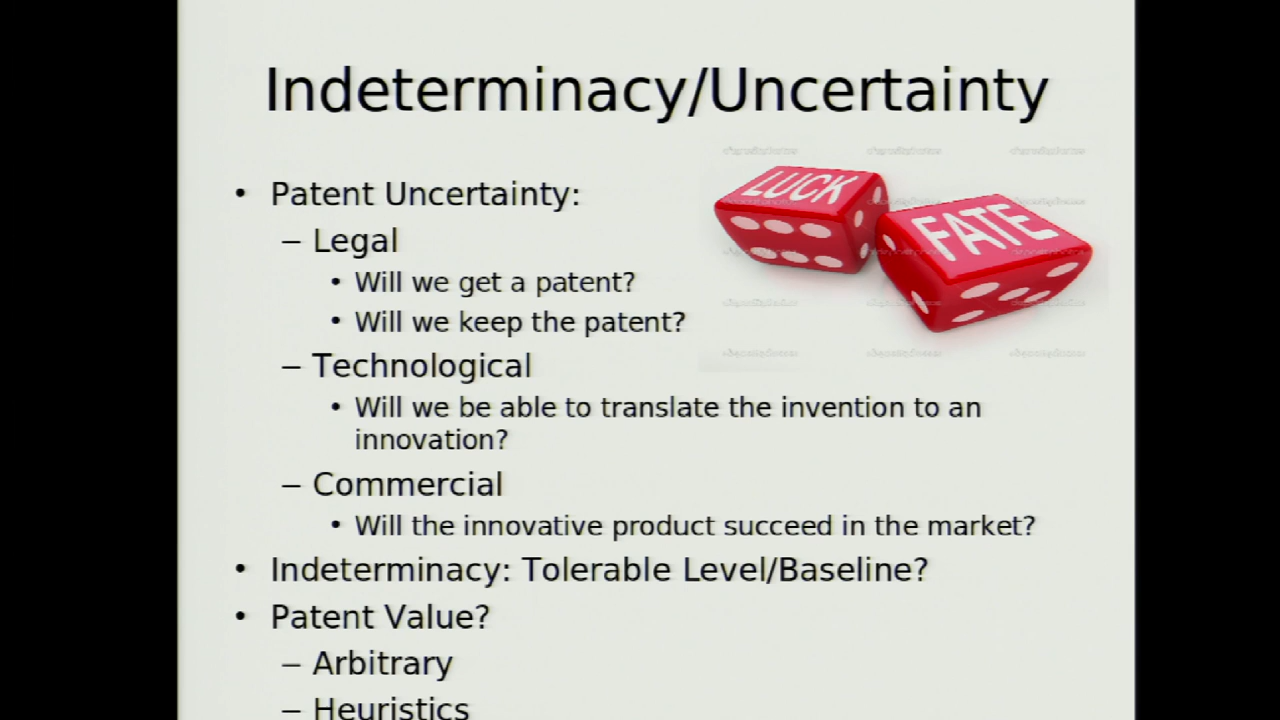 Indeterminacy/Uncertainty
• Patent Uncertainty:
– Legal
• Will we get a patent?
• Will we keep the patent?
– Technological
• Will we be able to translate the invention to an
innovation?
– Commercial
• Will the innovative product succeed in the market?
• Indeterminacy: Tolerable Level/Baseline?
• Patent Value?
– Arbitrary
– Heuristics
LUCK
FATE